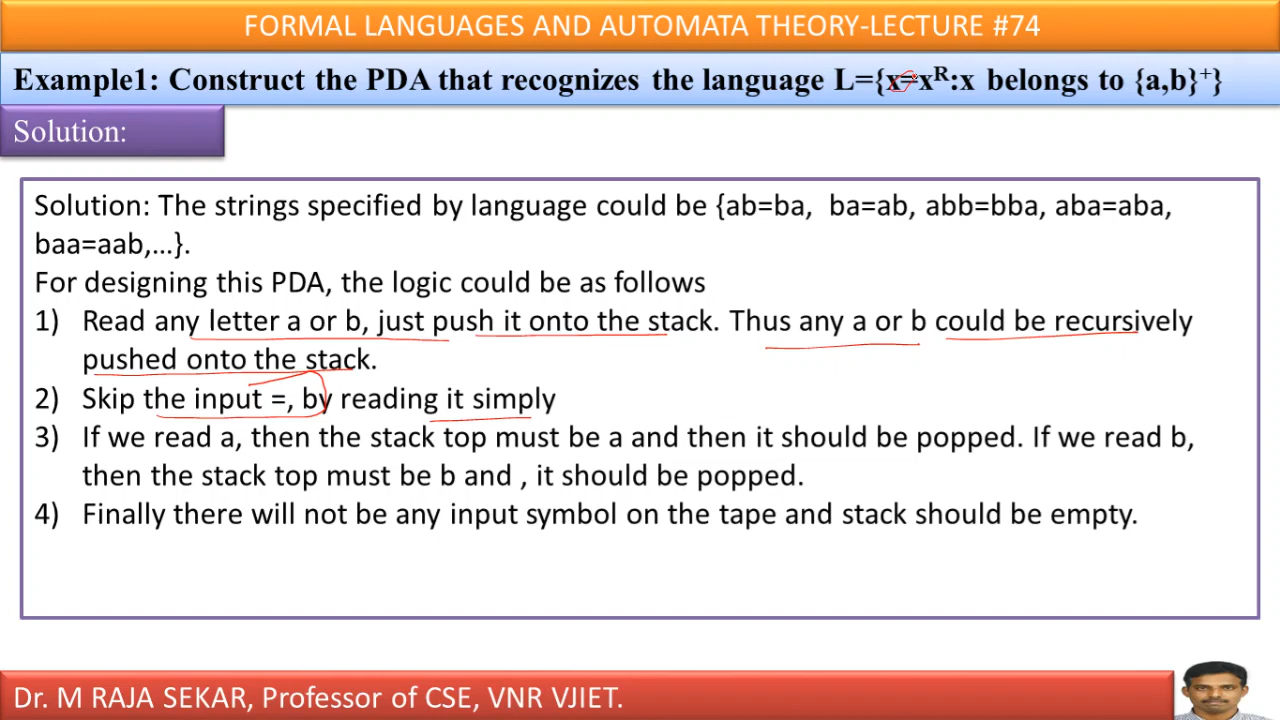 FORMAL LANGUAGES AND AUTOMATA THEORY-LECTURE #74
Example1: Construct the PDA that recognizes the language L={x=xᴿ:x belongs to {a,b}⁺}
Solution:
Solution: The strings specified by language could be {ab=ba, ba=ab, abb=bba, aba=aba,
baa=aab,...}.
For designing this PDA, the logic could be as follows
1) Read any letter a or b, just push it onto the stack. Thus any a or b could be recursively
pushed onto the stack.
2) Skip the input =, by reading it simply
3) If we read a, then the stack top must be a and then it should be popped. If we read b,
then the stack top must be b and , it should be popped.
4) Finally there will not be any input symbol on the tape and stack should be empty.
Dr. M RAJA SEKAR, Professor of CSE, VNR VJIET.